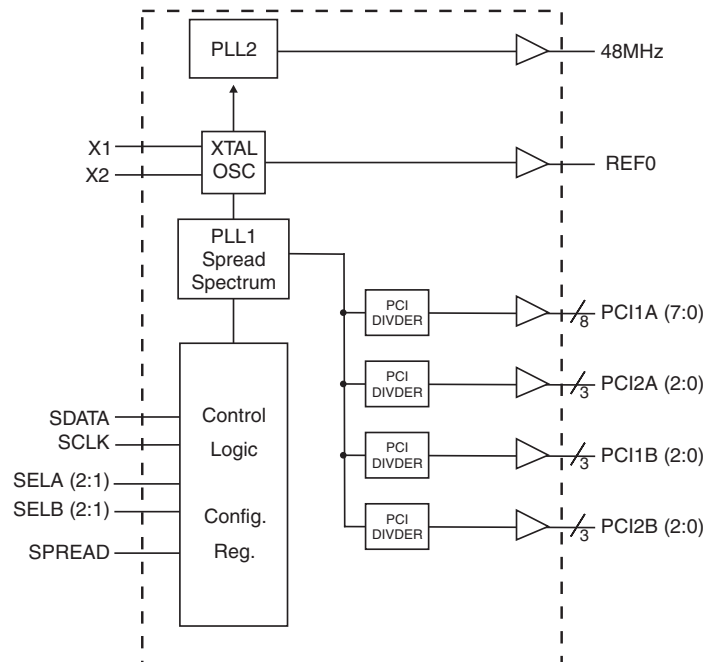 PLL2
48MHz
X1
X2
XTAL
OSC
REF0
PLL1
Spread
Spectrum
PCI
DIVDER
8
PCI1A (7:0)
PCI
DIVDER
3
PCI2A (2:0)
PCI
DIVDER
3
PCI1B (2:0)
PCI
DIVDER
3
PCI2B (2:0)
SDATA
SCLK
SELA (2:1)
SELB (2:1)
SPREAD
Control
Logic
Config.
Reg.